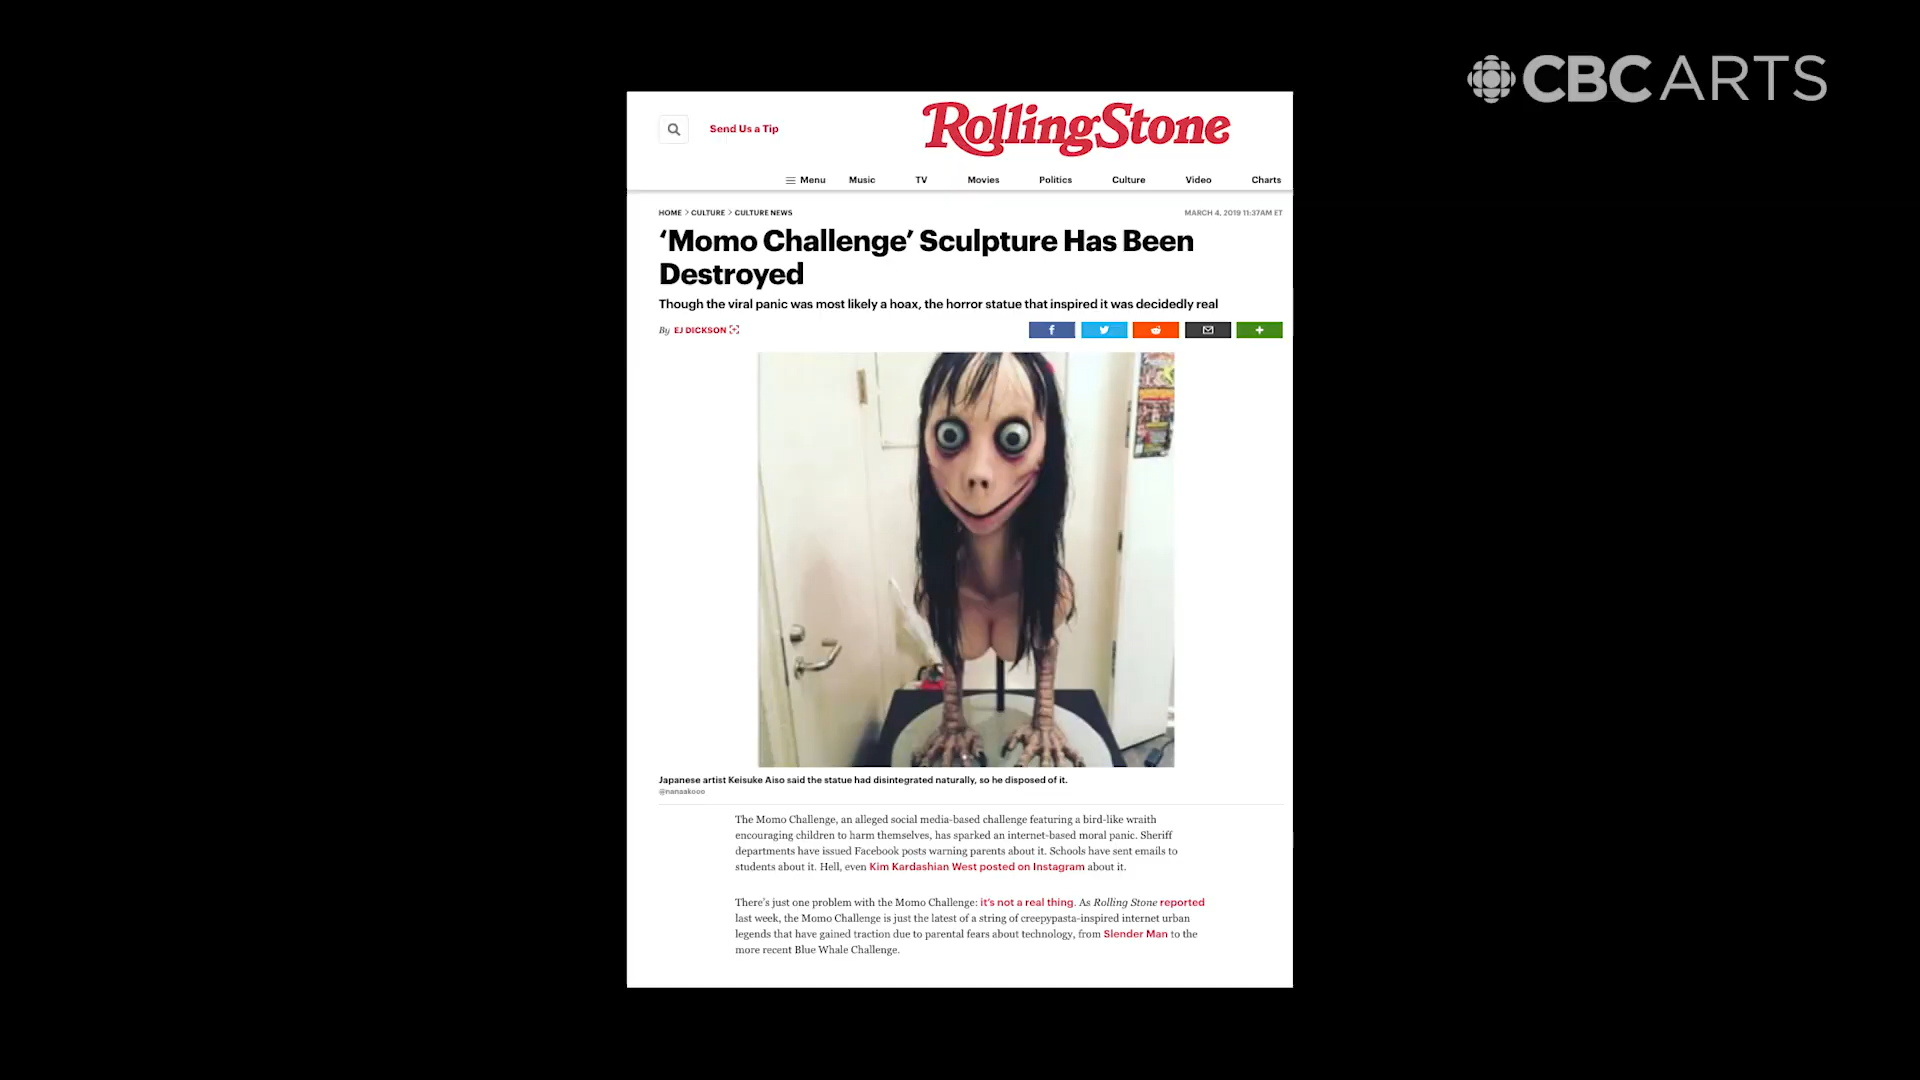 CBC ARTS
Send Us a Tip
RollingStone
Menu Music TV Movies Politics Culture Video Charts
HOME > CULTURE > CULTURE NEWS
MARCH 4, 2019 11:37AM ET
‘Momo Challenge’ Sculpture Has Been
Destroyed
Though the viral panic was most likely a hoax, the horror statue that inspired it was decidedly real
By EJ DICKSON
Japanese artist Keisuke Aiso said the statue had disintegrated naturally, so he disposed of it.
@nanaakooo
The Momo Challenge, an alleged social media-based challenge featuring a bird-like wraith
encouraging children to harm themselves, has sparked an internet-based moral panic. Sheriff
departments have issued Facebook posts warning parents about it. Schools have sent emails to
students about it. Hell, even Kim Kardashian West posted on Instagram about it.
There’s just one problem with the Momo Challenge: it’s not a real thing. As Rolling Stone reported
last week, the Momo Challenge is just the latest of a string of creepypasta-inspired internet urban
legends that have gained traction due to parental fears about technology, from Slender Man to the
more recent Blue Whale Challenge.